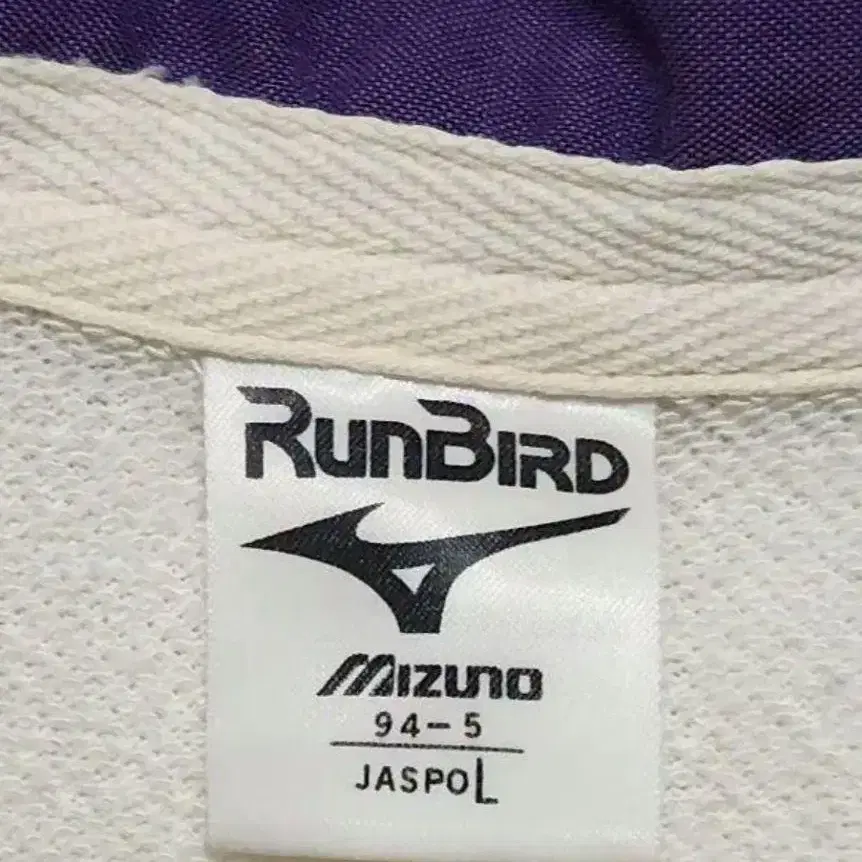 RunBIRD
MIZUNO
94-5
JASPO L